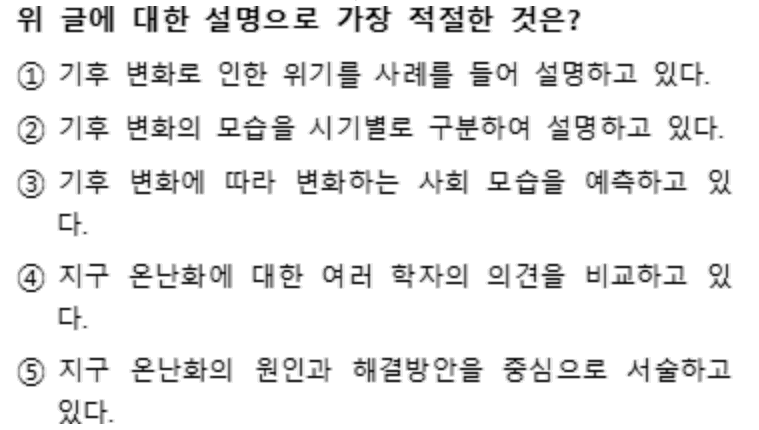 위 글에 대한 설명으로 가장 적절한 것은?
① 기후 변화로 인한 위기를 사례를 들어 설명하고 있다.
② 기후 변화의 모습을 시기별로 구분하여 설명하고 있다.
③ 기후 변화에 따라 변화하는 사회 모습을 예측하고 있
다.
④ 지구 온난화에 대한 여러 학자의 의견을 비교하고 있
다.
⑤ 지구 온난화의 원인과 해결방안을 중심으로 서술하고
있다.